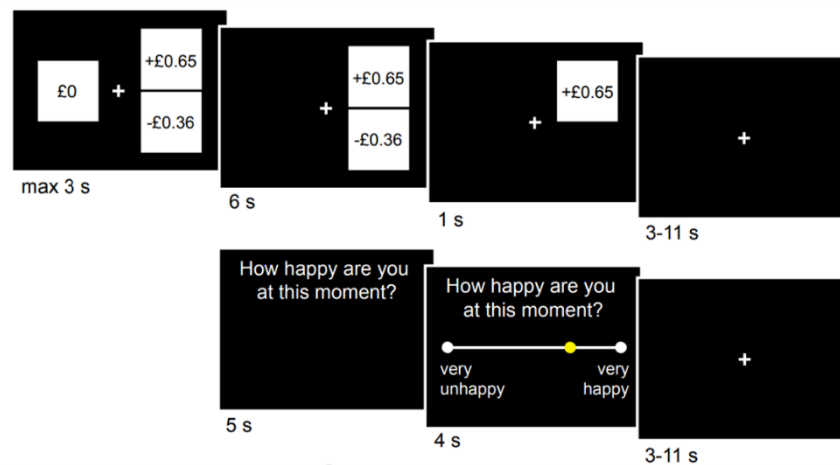 £0
+
+£0.65
-£0.36
max 3 s
+
+£0.65
-£0.36
6 s
+
+£0.65
1 s
+
3-11 s
How happy are you
at this moment?
5 s
How happy are you
at this moment?
very
unhappy
very
happy
4 s
+
3-11 s